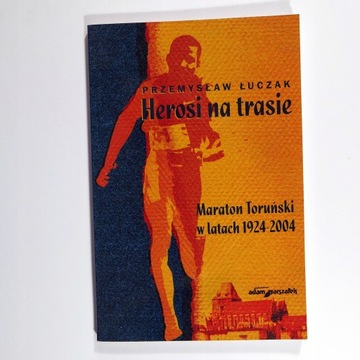 PRZEMYSŁAW ŁUCZAK
Herosi na trasie
Maraton Toruński
w latach 1924-2004
adam marszałek